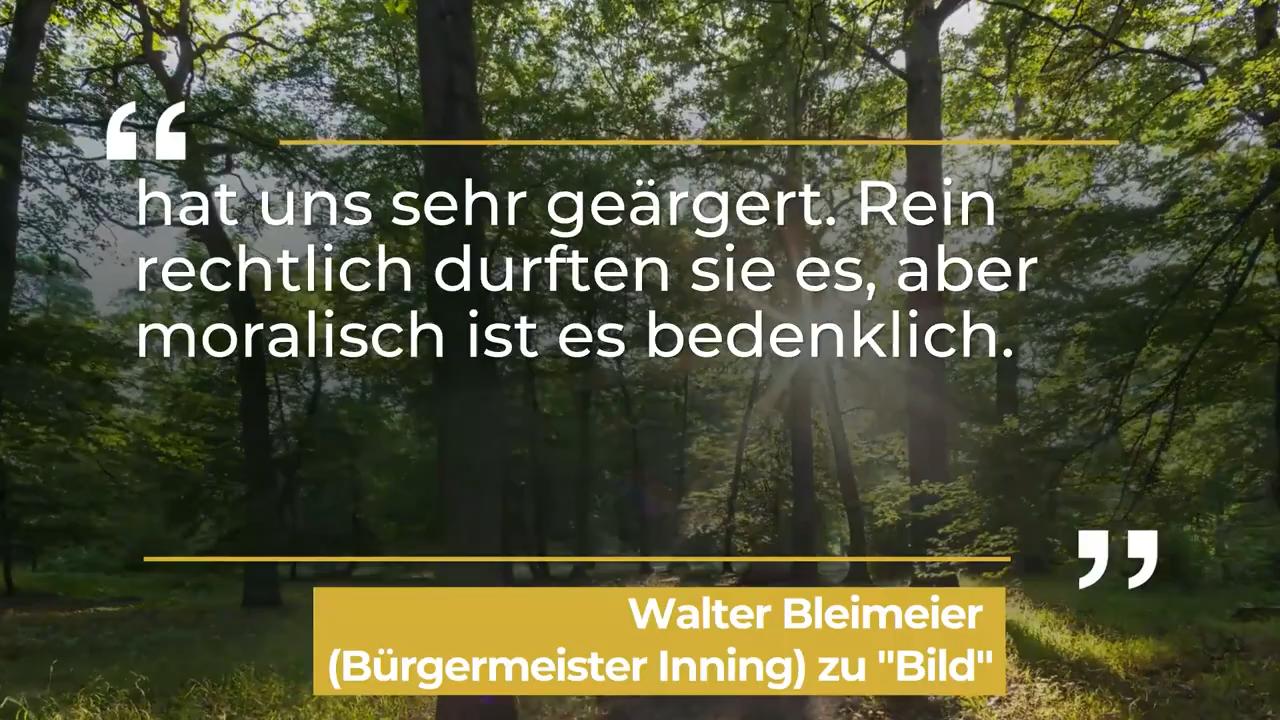 “
hat uns sehr geärgert. Rein
rechtlich durften sie es, aber
moralisch ist es bedenklich.
”
Walter Bleimeier
(Bürgermeister Inning) zu "Bild"